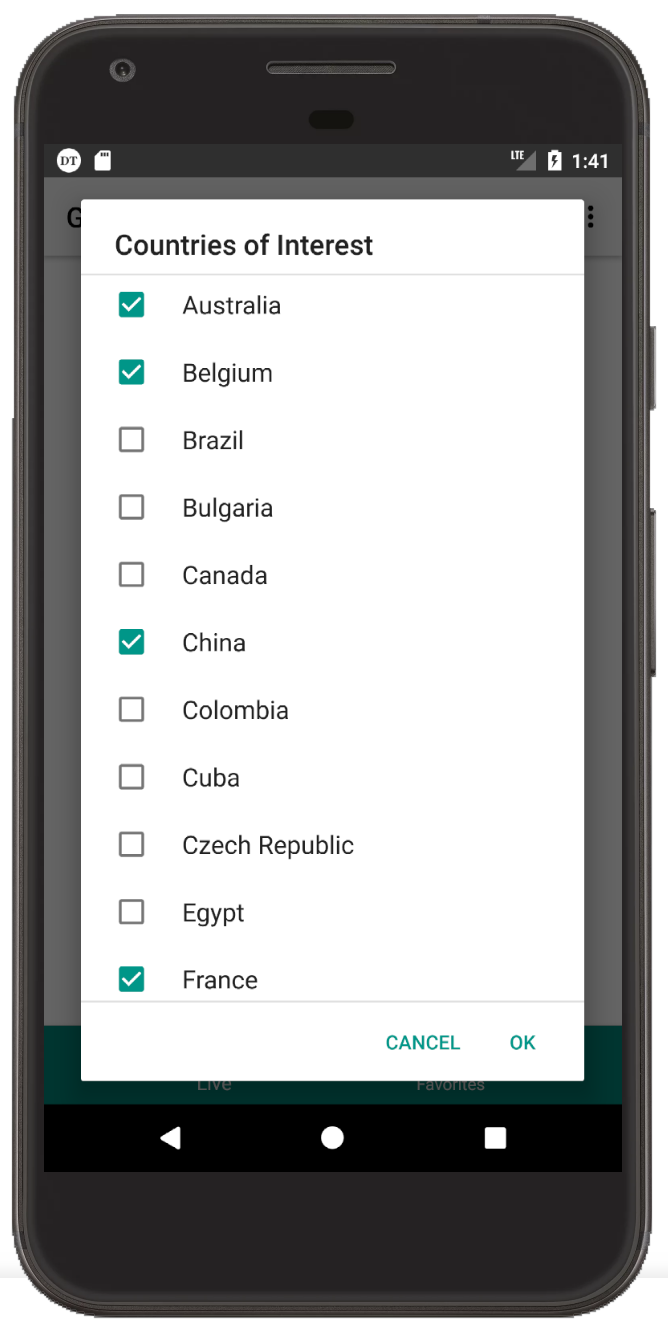 DT
LTE
1:41
G
Countries of Interest
Australia
Belgium
Brazil
Bulgaria
Canada
China
Colombia
Cuba
Czech Republic
Egypt
France
CANCEL OK
Live Favorites